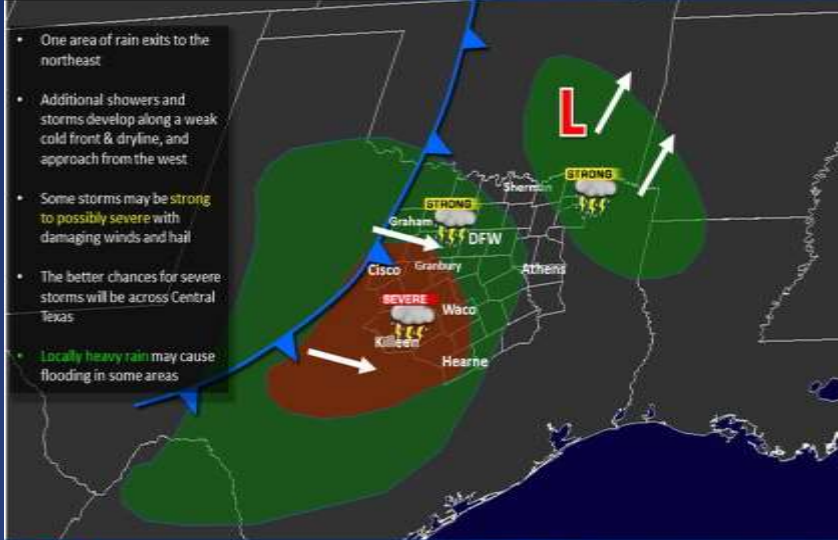 One area of rain exits to the
northeast
Additional showers and
storms develop along a weak
cold front & dryline, and
approach from the west
Some storms may be strong
to possibly severe with
damaging winds and hail
The better chances for severe
storms will be across Central
Texas
Locally heavy rain may cause
flooding in some areas
L
STRONG
Sherman
STRONG
Graham
DFW
Cisco
Granbury
Athens
SEVERE
Waco
Killeen
Hearne